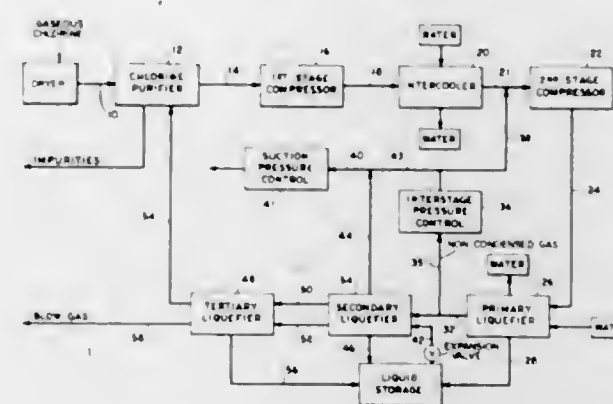 GASEOUS
CHLORINE
12
16
WATER
20
22
DRYER
CHLORINE
PURIFIER
14
1ST STAGE
COMPRESSOR
18
INTERCOOLER
21
2ND STAGE
COMPRESSOR
10
WATER
38
IMPURITIES
SUCTION
PRESSURE
CONTROL
40
43
24
41
INTERSTAGE
PRESSURE
CONTROL
36
54
44
NON CONDENSED GAS
35
WATER
48
50
54
26
TERTIARY
LIQUEFIER
SECONDARY
LIQUEFIER
PRIMARY
LIQUEFIER
BLOW GAS
52
32
58
46
42
V
EXPANSION
VALVE
28
56
LIQUID
STORAGE